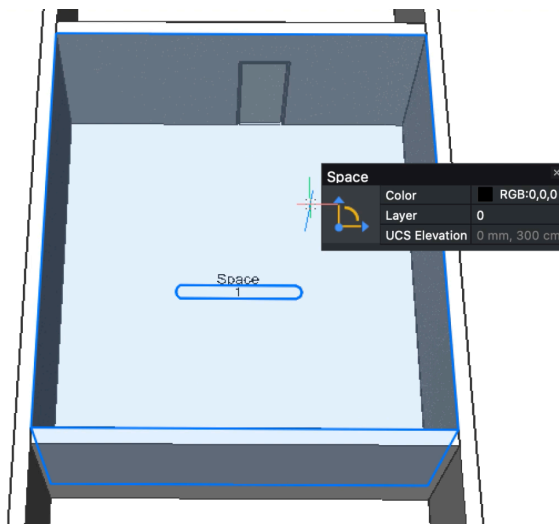 Space
1
Space
Color RGB:0,0,0
Layer 0
UCS Elevation 0 mm, 300 cm